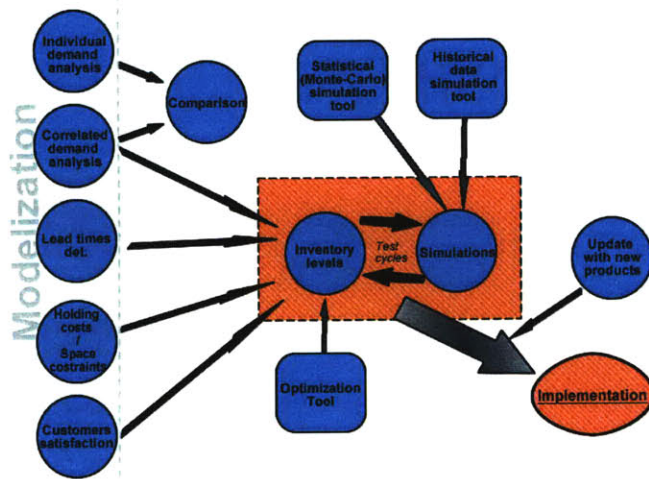 Modelization
Individual
demand
analysis
Correlated
demand
analysis
Lead times
det:
Holding costs
/
Space
costraints
Customers
satisfaction
Comparison
Statistical
(Monte-Carlo)
simulation
tool
Historical
data
simulation
tool
Inventory
levels
Test
cycles
Simulations
Update
with new
products
Optimization
Tool
Implementation